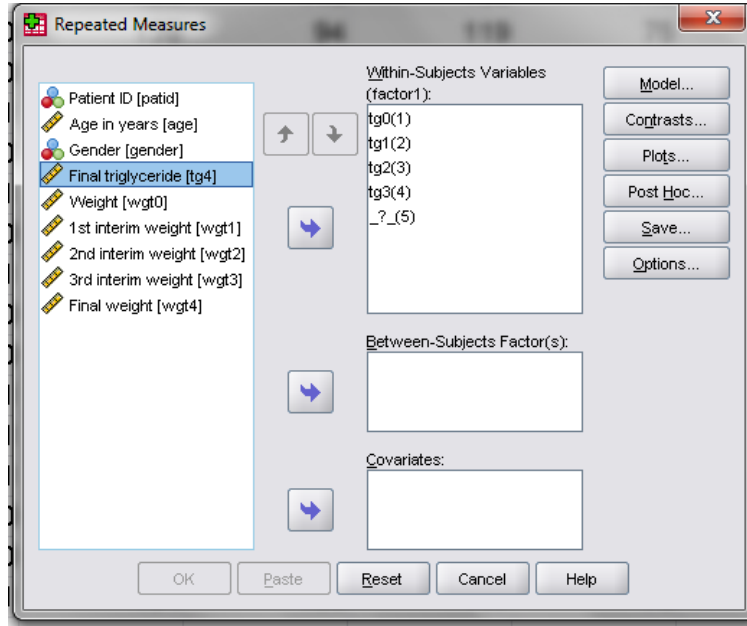 Repeated Measures
94 119 75
Patient ID [patid]
Age in years [age]
Gender [gender]
Final triglyceride [tg4]
Weight [wgt0]
1st interim weight [wgt1]
2nd interim weight [wgt2]
3rd interim weight [wgt3]
Final weight [wgt4]
Within-Subjects Variables
(factor1):
tg0(1)
tg1(2)
tg2(3)
tg3(4)
_?_(5)
Between-Subjects Factor(s):
Covariates:
Model...
Contrasts...
Plots...
Post Hoc...
Save...
Options...
OK
Paste
Reset
Cancel
Help